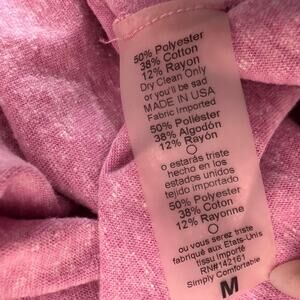 50% Polyester
38% Cotton
12% Rayon
Dry Clean Only
or you'll be sad
MADE IN USA
Fabric Imported
50% Poliéster
38% Algodón
12% Rayón
o estarás triste
hecho en los
estados unidos
tejido importado
50% Polyester
38% Coton
12% Rayonne
ou vous serez triste
fabriqué aux Etats-Unis
tissu importé
RN#142161
Simply Comfortable
M